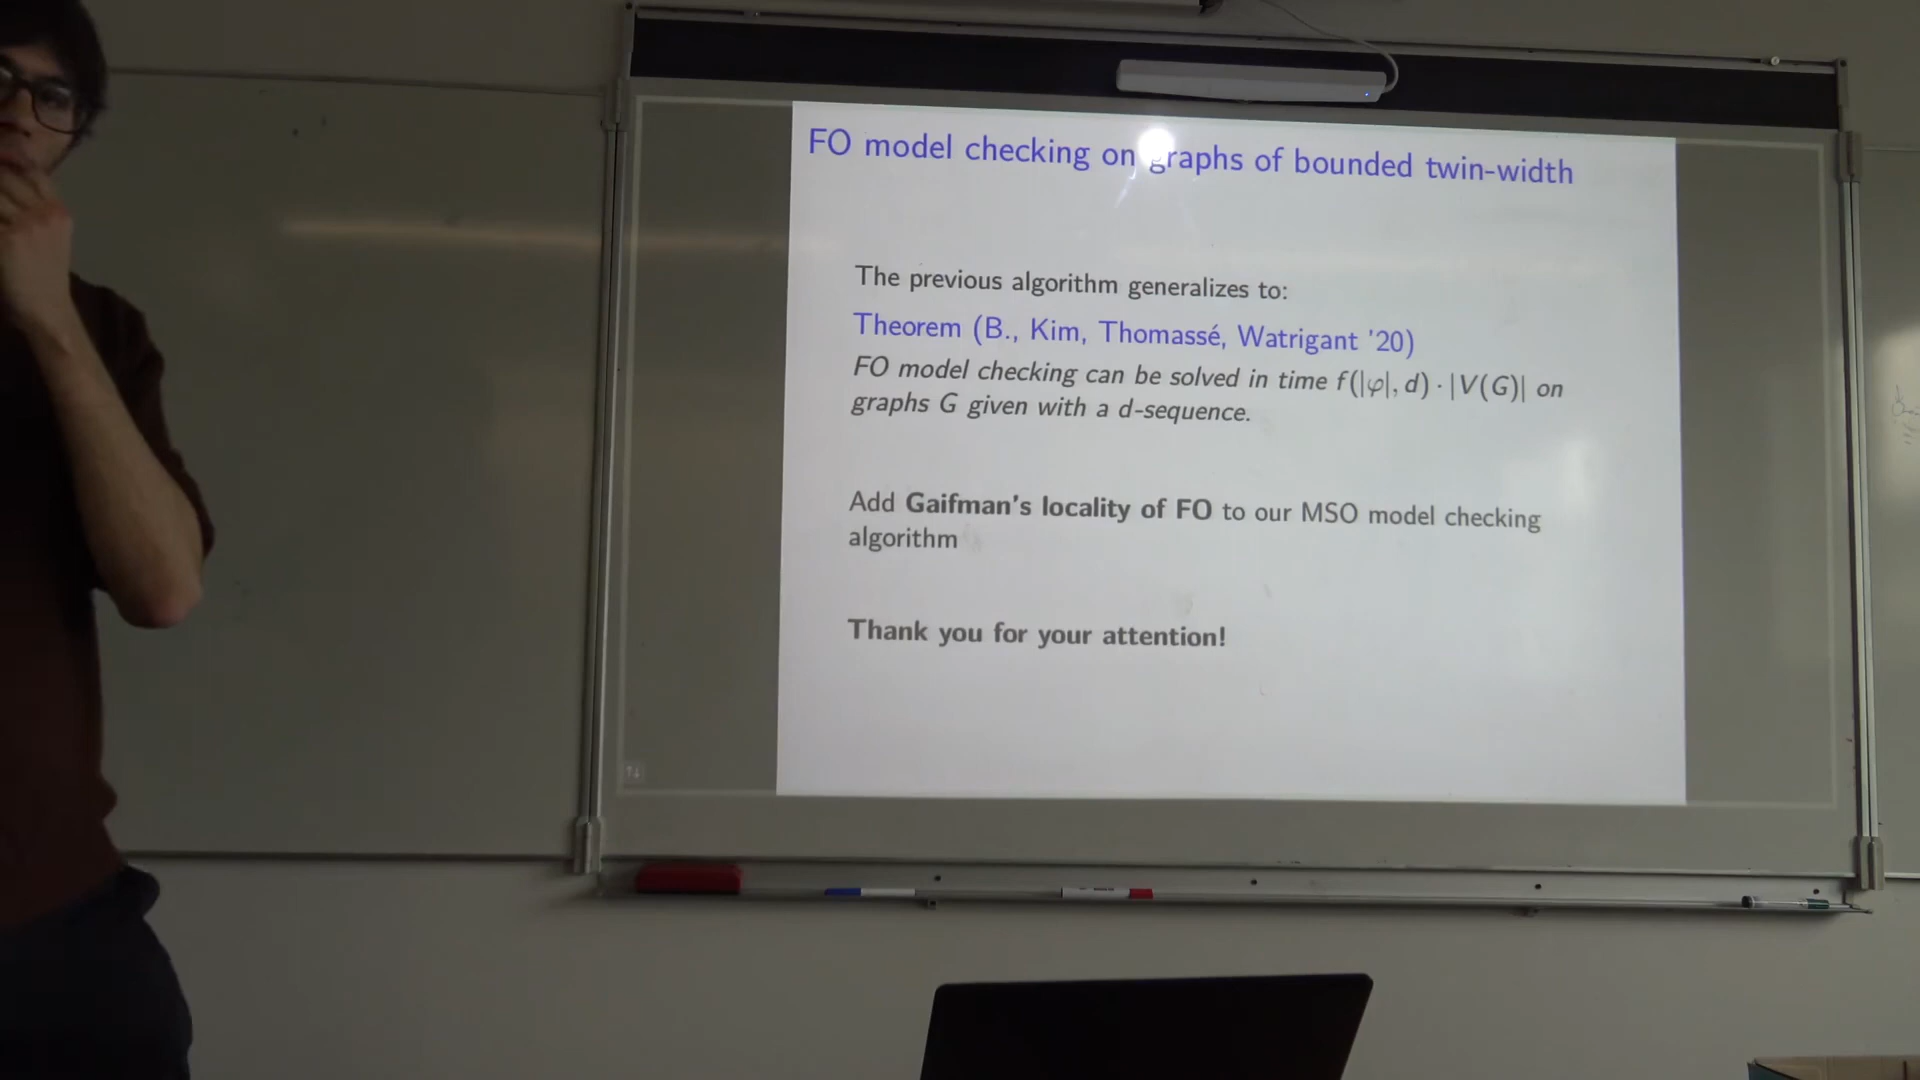 FO model checking on graphs of bounded twin-width
The previous algorithm generalizes to:
Theorem (B., Kim, Thomassé, Watrigant '20)
FO model checking can be solved in time f(|φ|, d) · |V(G)| on
graphs G given with a d-sequence.
Add Gaifman's locality of FO to our MSO model checking
algorithm
Thank you for your attention!